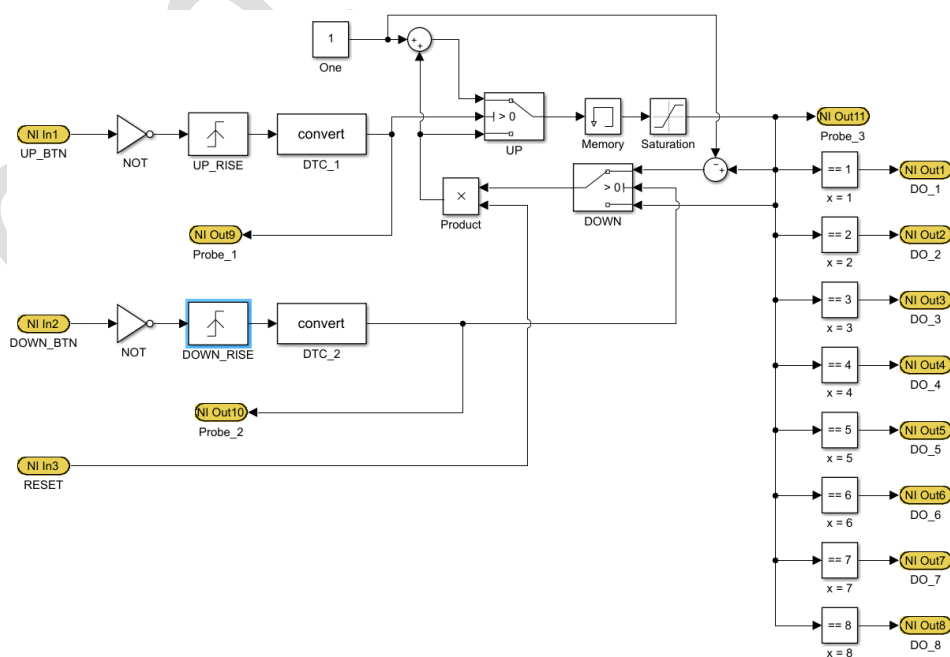 1
One
+
+
NI In1
UP_BTN
NOT
UP_RISE
convert
DTC_1
> 0
UP
Memory
Saturation
NI Out11
Probe_3
− +
> 0
DOWN
×
Product
NI Out9
Probe_1
NI In2
DOWN_BTN
NOT
DOWN_RISE
convert
DTC_2
NI Out10
Probe_2
NI In3
RESET
== 1
x = 1
NI Out1
DO_1
== 2
x = 2
NI Out2
DO_2
== 3
x = 3
NI Out3
DO_3
== 4
x = 4
NI Out4
DO_4
== 5
x = 5
NI Out5
DO_5
== 6
x = 6
NI Out6
DO_6
== 7
x = 7
NI Out7
DO_7
== 8
x = 8
NI Out8
DO_8